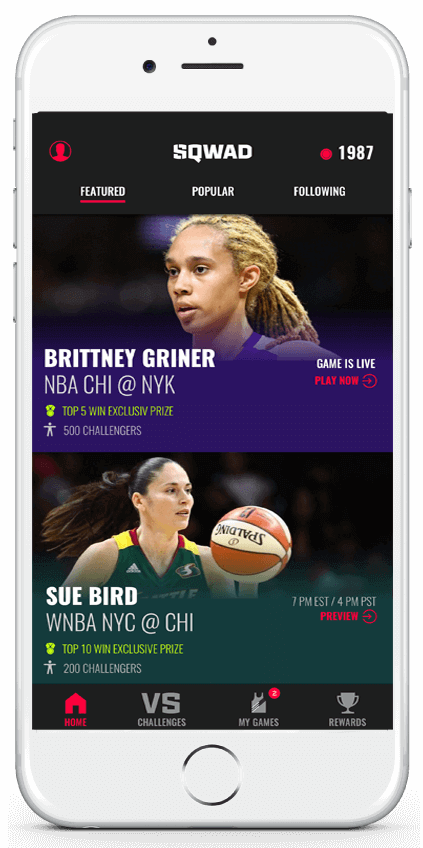 SQWAD
1987
FEATURED
POPULAR
FOLLOWING
BRITTNEY GRINER
NBA CHI @ NYK
GAME IS LIVE
PLAY NOW
TOP 5 WIN EXCLUSIV PRIZE
500 CHALLENGERS
SPALDING
SUE BIRD
WNBA NYC @ CHI
7 PM EST / 4 PM PST
PREVIEW
TOP 10 WIN EXCLUSIVE PRIZE
200 CHALLENGERS
HOME
VS
CHALLENGES
2
MY GAMES
REWARDS